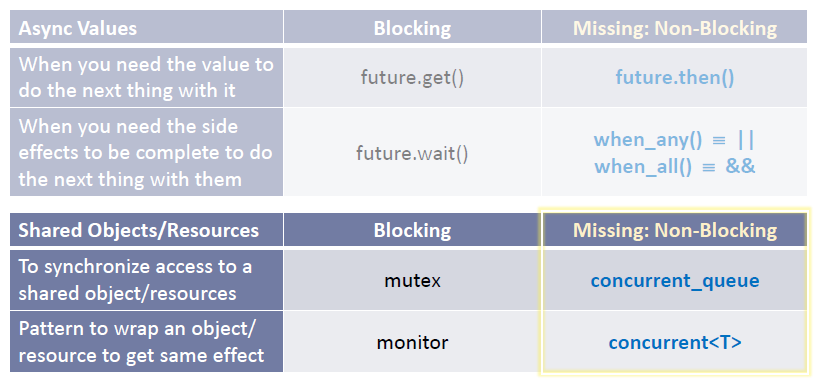 Async Values
Blocking
Missing: Non-Blocking
When you need the value to
do the next thing with it
future.get()
future.then()
When you need the side
effects to be complete to do
the next thing with them
future.wait()
when_any() ≡ ||
when_all() ≡ &&
Shared Objects/Resources
Blocking
Missing: Non-Blocking
To synchronize access to a
shared object/resources
mutex
concurrent_queue
Pattern to wrap an object/
resource to get same effect
monitor
concurrent<T>